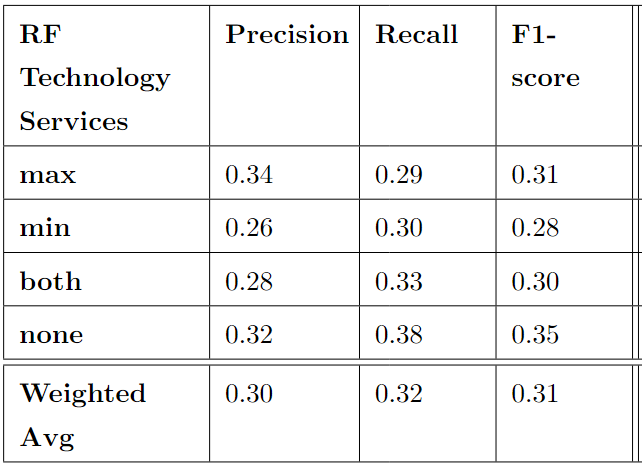 RF Technology Services Precision Recall F1-score
max 0.34 0.29 0.31
min 0.26 0.30 0.28
both 0.28 0.33 0.30
none 0.32 0.38 0.35
Weighted Avg 0.30 0.32 0.31